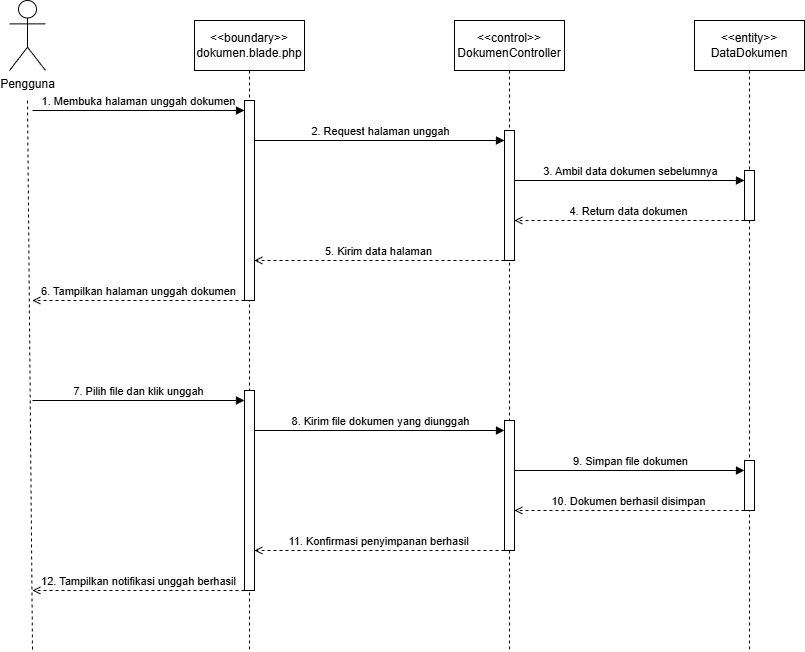 <<boundary>>
dokumen.blade.php
<<control>>
DokumenController
<<entity>>
DataDokumen
Pengguna
1. Membuka halaman unggah dokumen
2. Request halaman unggah
3. Ambil data dokumen sebelumnya
4. Return data dokumen
5. Kirim data halaman
6. Tampilkan halaman unggah dokumen
7. Pilih file dan klik unggah
8. Kirim file dokumen yang diunggah
9. Simpan file dokumen
10. Dokumen berhasil disimpan
11. Konfirmasi penyimpanan berhasil
12. Tampilkan notifikasi unggah berhasil